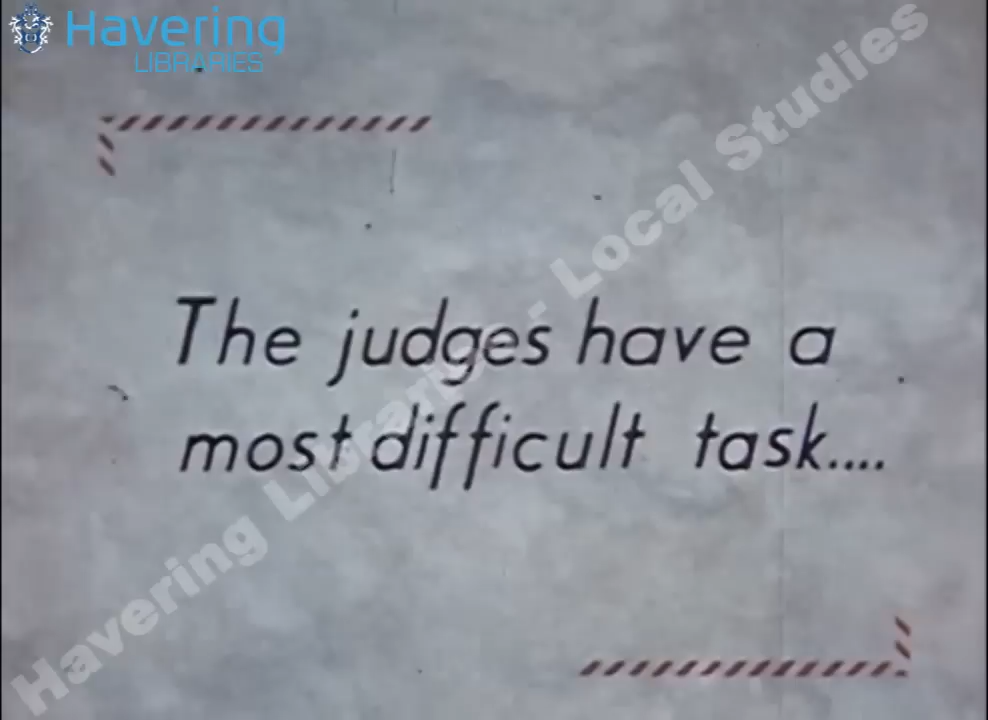 Havering
LIBRARIES
The judges have a
most difficult task....
Havering Libraries - Local Studies